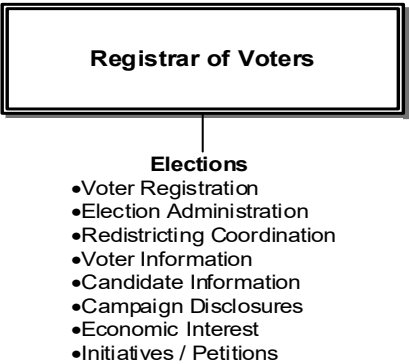 Registrar of Voters
Elections
•Voter Registration
•Election Administration
•Redistricting Coordination
•Voter Information
•Candidate Information
•Campaign Disclosures
•Economic Interest
•Initiatives / Petitions